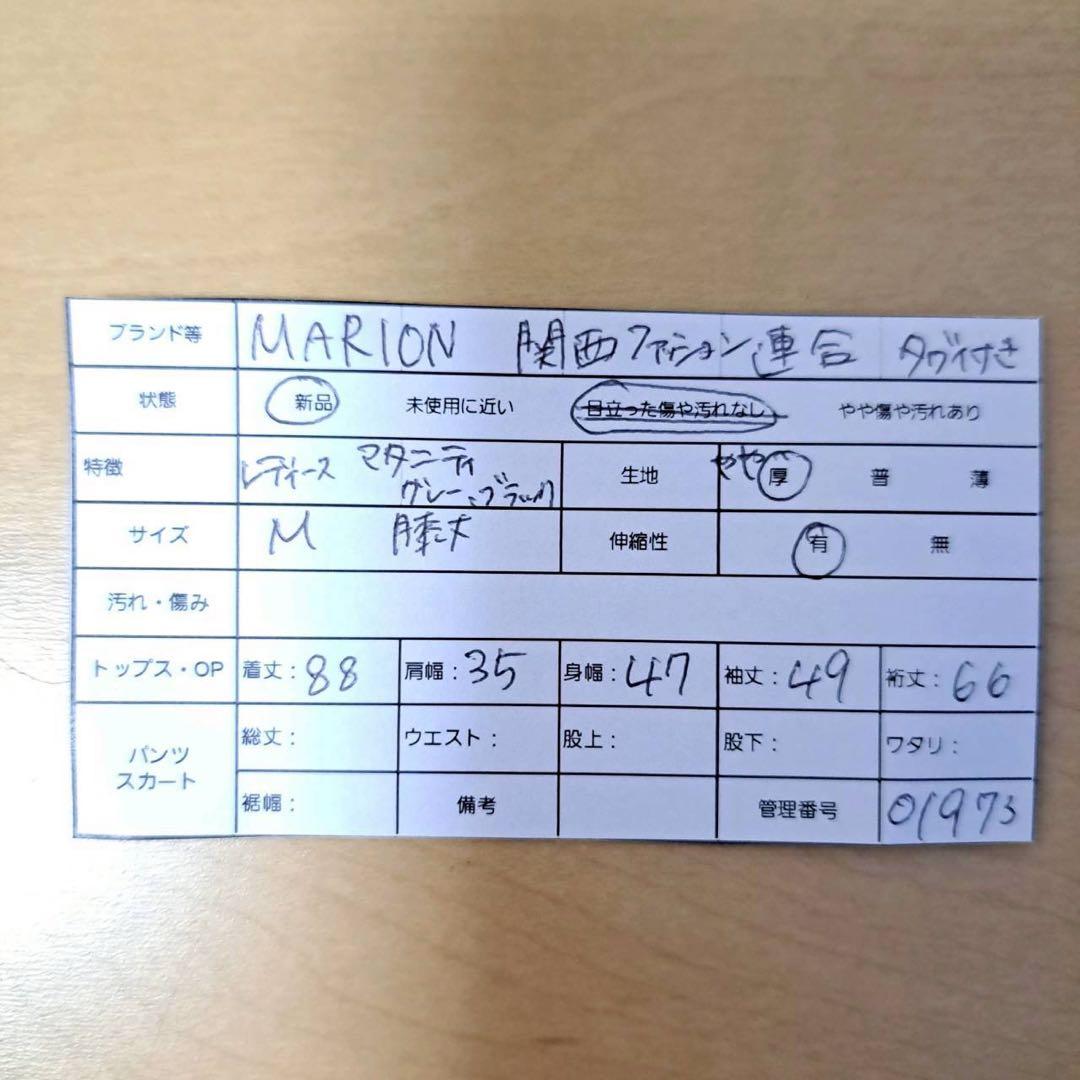 ブランド等 MARION 関西ファッション連合 タグ付き
状態 新品 未使用に近い 目立った傷や汚れなし やや傷や汚れあり
特徴 レディース マタニティ グレー、ブラック 生地 やや厚 普 薄
サイズ M 膝丈 伸縮性 有 無
汚れ・傷み
トップス・OP 着丈：88 肩幅：35 身幅：47 袖丈：49 裄丈：66
パンツ スカート 総丈： ウエスト： 股上： 股下： ワタリ：
裾幅： 備考 管理番号 01973